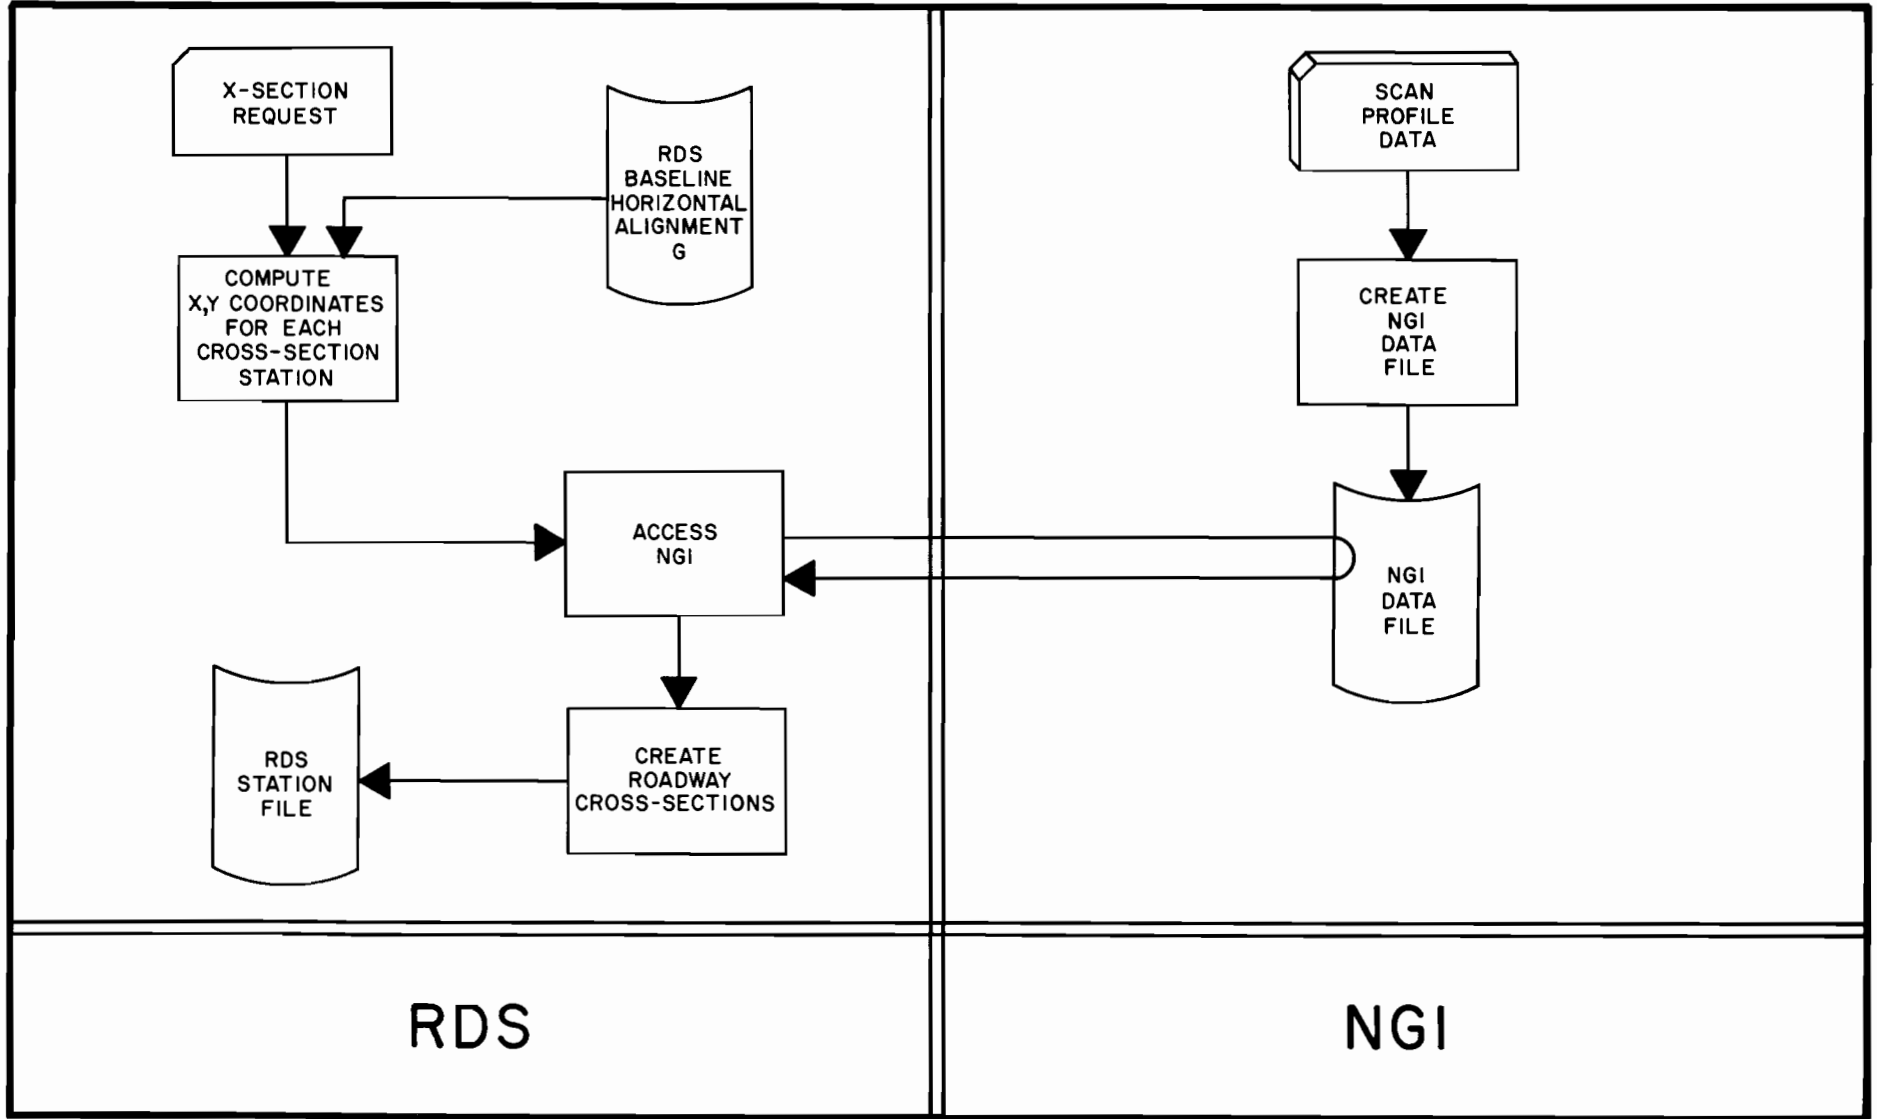 X-SECTION
REQUEST
RDS
BASELINE
HORIZONTAL
ALIGNMENT
G
COMPUTE
X,Y COORDINATES
FOR EACH
CROSS-SECTION
STATION
ACCESS
NGI
CREATE
ROADWAY
CROSS-SECTIONS
RDS
STATION
FILE
SCAN
PROFILE
DATA
CREATE
NGI
DATA
FILE
NGI
DATA
FILE
RDS
NGI